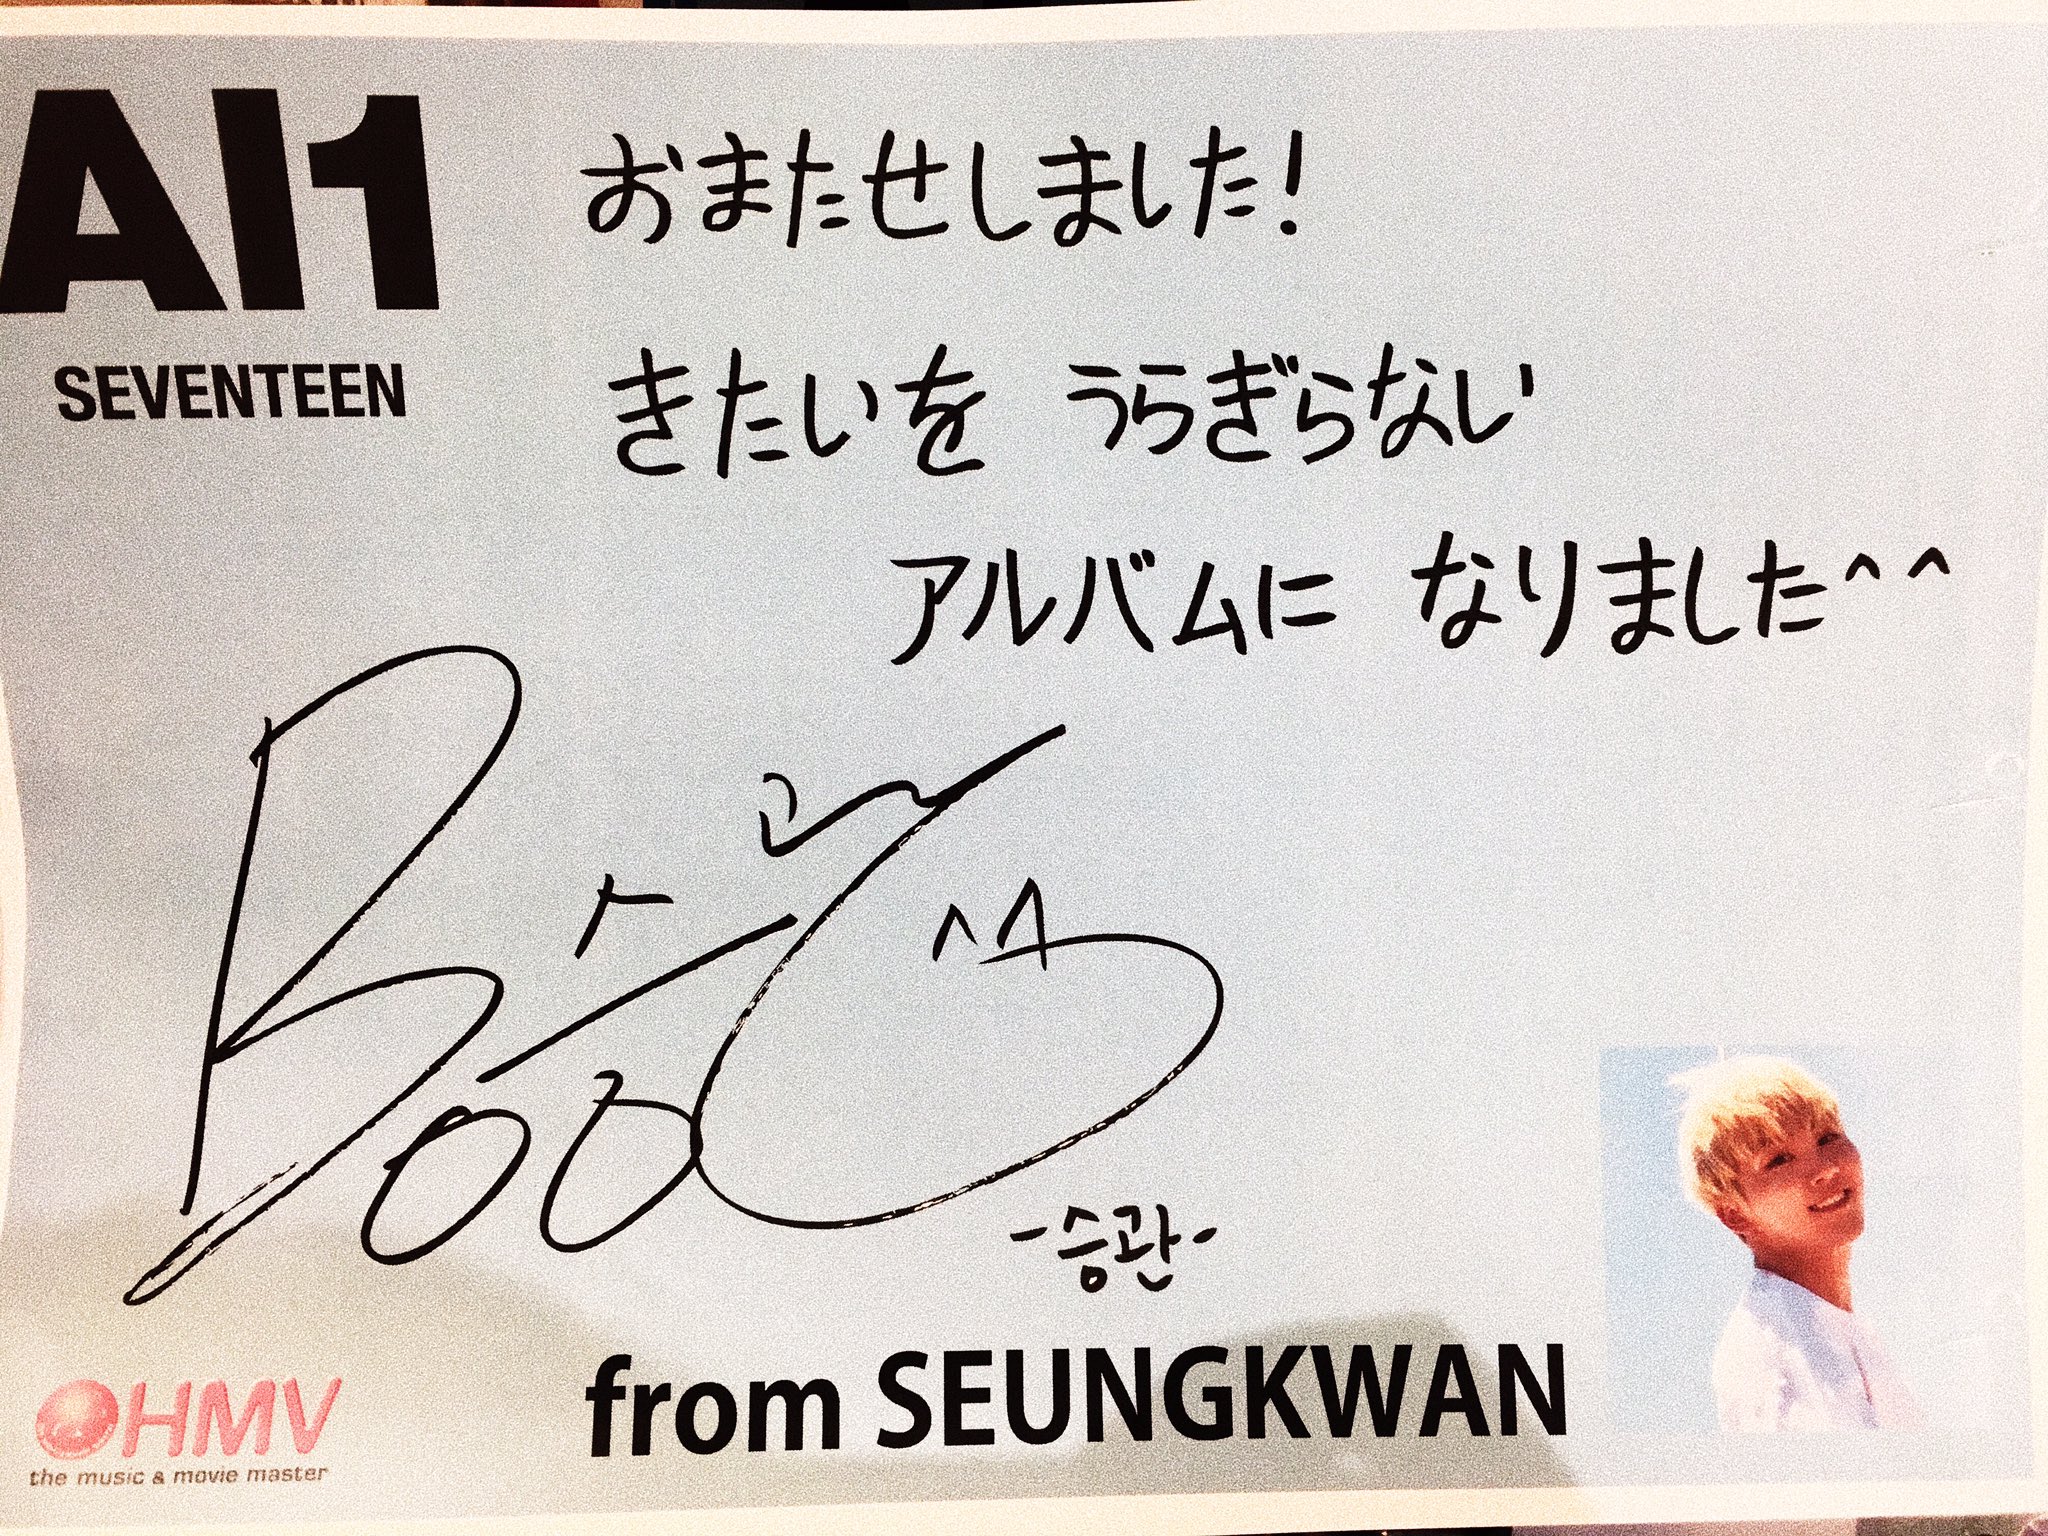 Al1
SEVENTEEN
おまたせしました!
きたいを うらぎらない
アルバムに なりました^^
Boo
-승관-
from SEUNGKWAN
HMV
the music & movie master